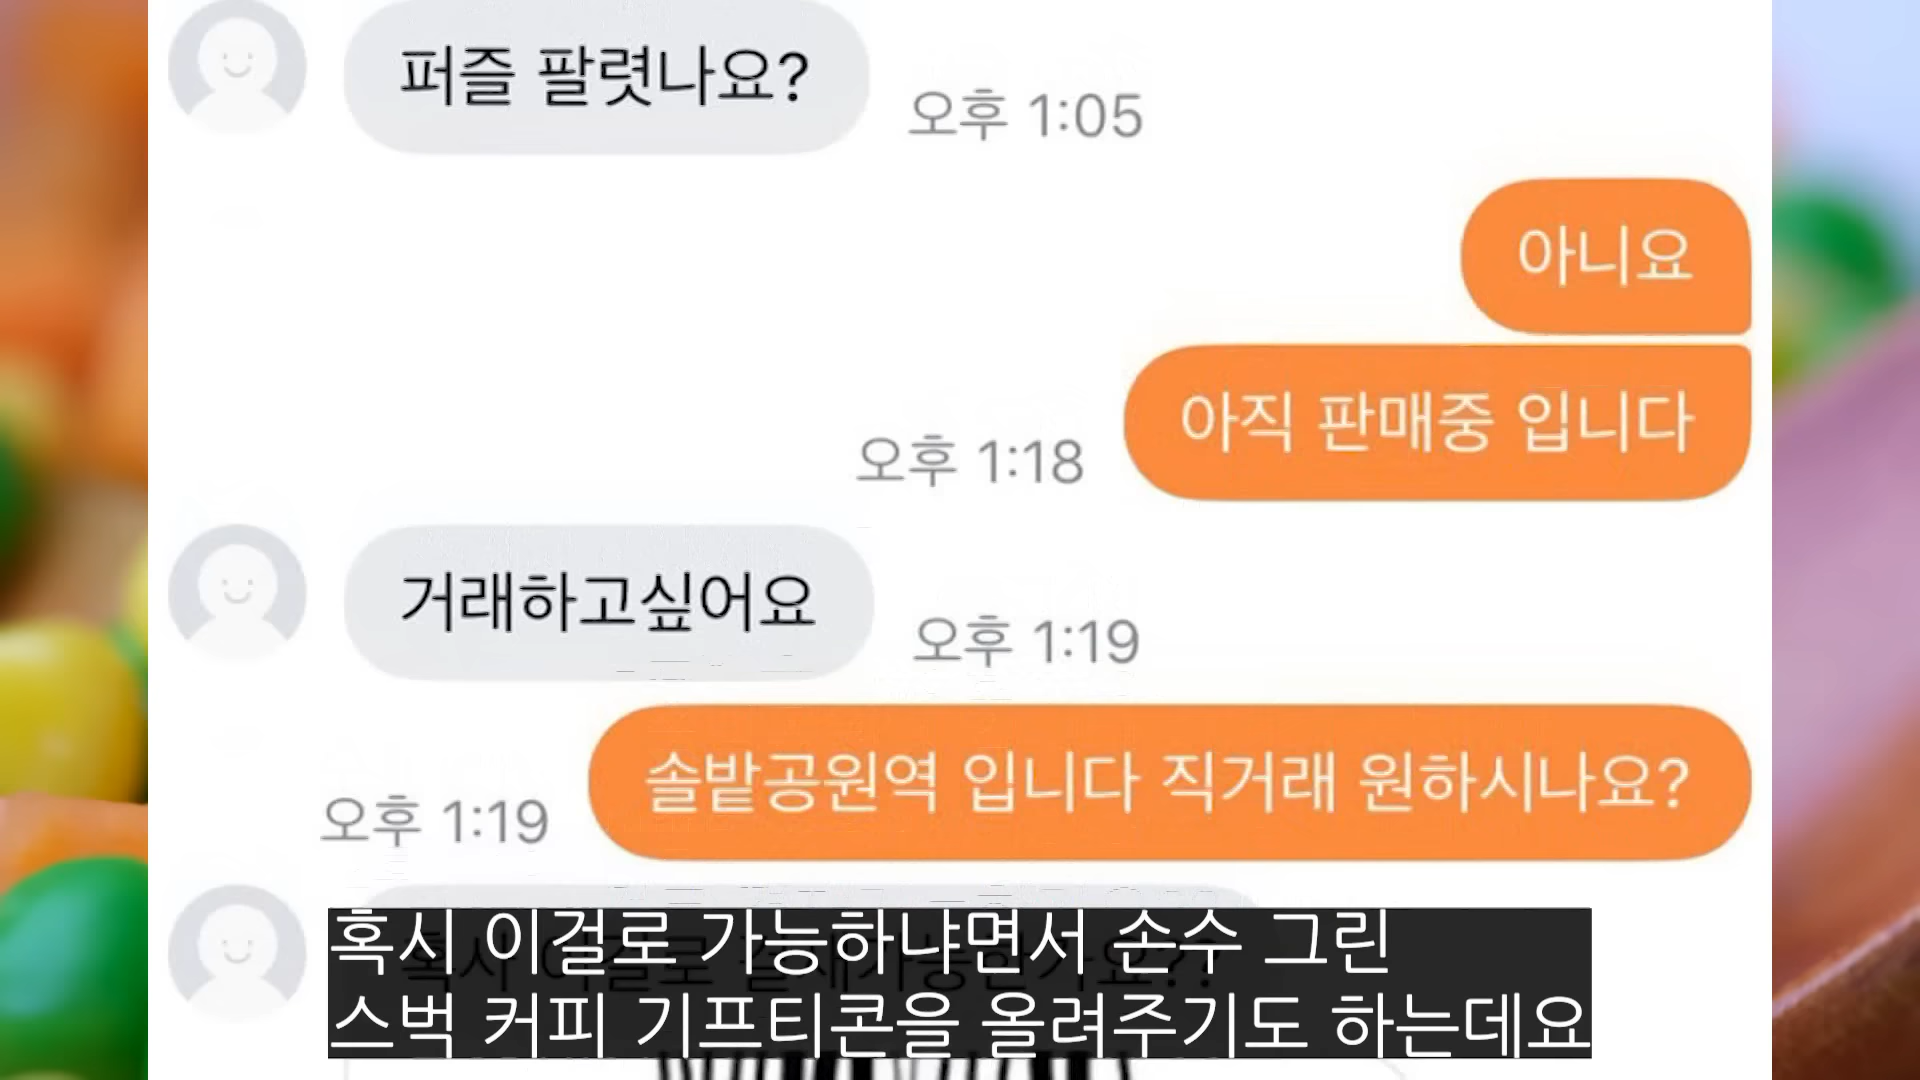 퍼즐 팔렷나요?
오후 1:05
아니요
아직 판매중 입니다
오후 1:18
거래하고싶어요
오후 1:19
솔밭공원역 입니다 직거래 원하시나요?
오후 1:19
혹시 이걸로 가능하냐면서 손수 그린
스벅 커피 기프티콘을 올려주기도 하는데요